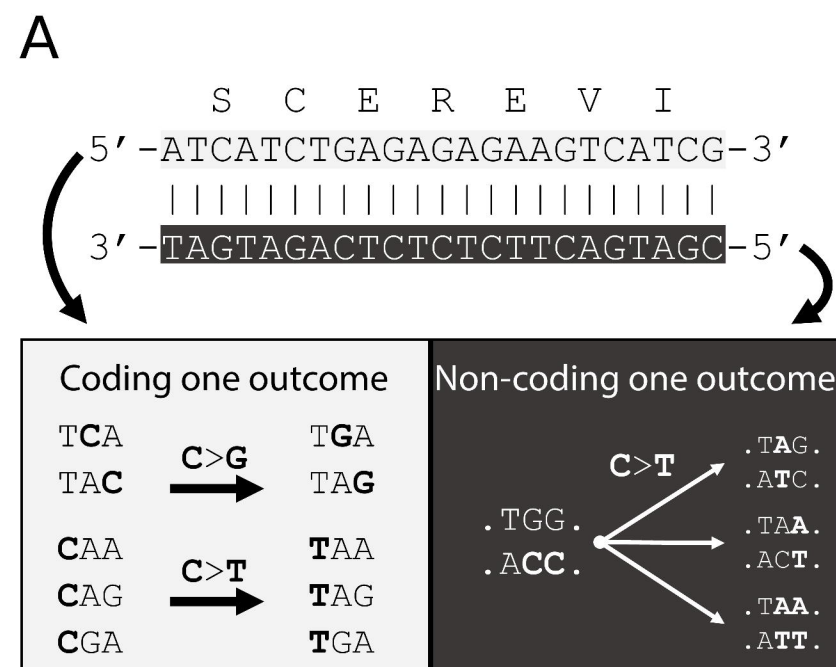 A
S C E R E V I
5′-ATCATCTGAGAGAGAAGTCATCG-3′
3′-TAGTAGACTCTCTCTTCAGTAGC-5′
Coding one outcome
TCA C>G TGA
TAC TAG
CAA C>T TAA
CAG TAG
CGA TGA
Non-coding one outcome
.TGG.
.ACC.
C>T
.TAG.
.ATC.
.TAA.
.ACT.
.TAA.
.ATT.